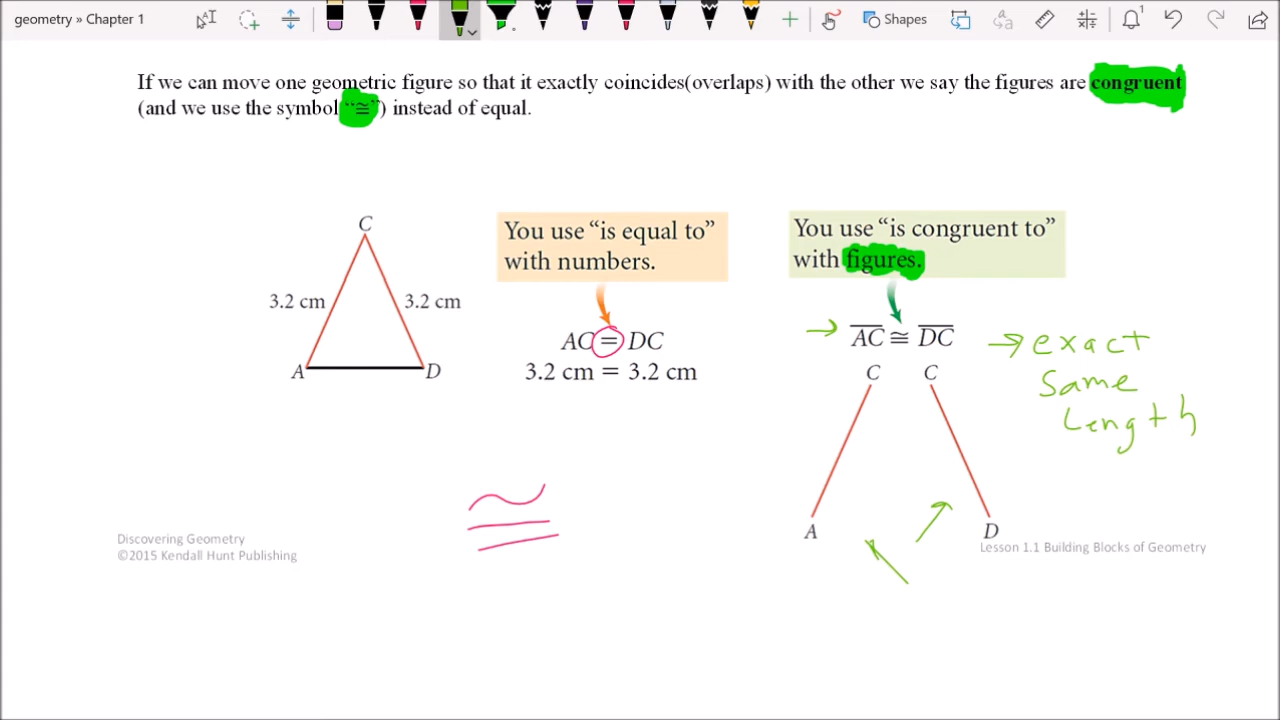 geometry » Chapter 1
Shapes
If we can move one geometric figure so that it exactly coincides(overlaps) with the other we say the figures are congruent
(and we use the symbol “≅”) instead of equal.
C
3.2 cm
3.2 cm
A
D
You use “is equal to”
with numbers.
AC = DC
3.2 cm = 3.2 cm
You use “is congruent to”
with figures.
→ A̅C̅ ≅ D̅C̅
→ exact
same
Length
C
C
A
D
≅
Discovering Geometry
©2015 Kendall Hunt Publishing
Lesson 1.1 Building Blocks of Geometry